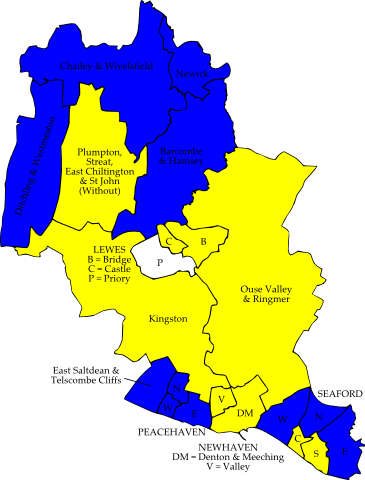 Chailey & Wivelsfield
Newick
Ditchling & Westmeston
Plumpton,
Streat,
East Chiltington
& St John
(Without)
Barcombe
& Hamsey
LEWES
B = Bridge
C = Castle
P = Priory
C
B
P
Ouse Valley
& Ringmer
Kingston
East Saltdean &
Telscombe Cliffs
N
W
E
PEACEHAVEN
V
DM
NEWHAVEN
DM = Denton & Meeching
V = Valley
SEAFORD
W
N
C
S
E